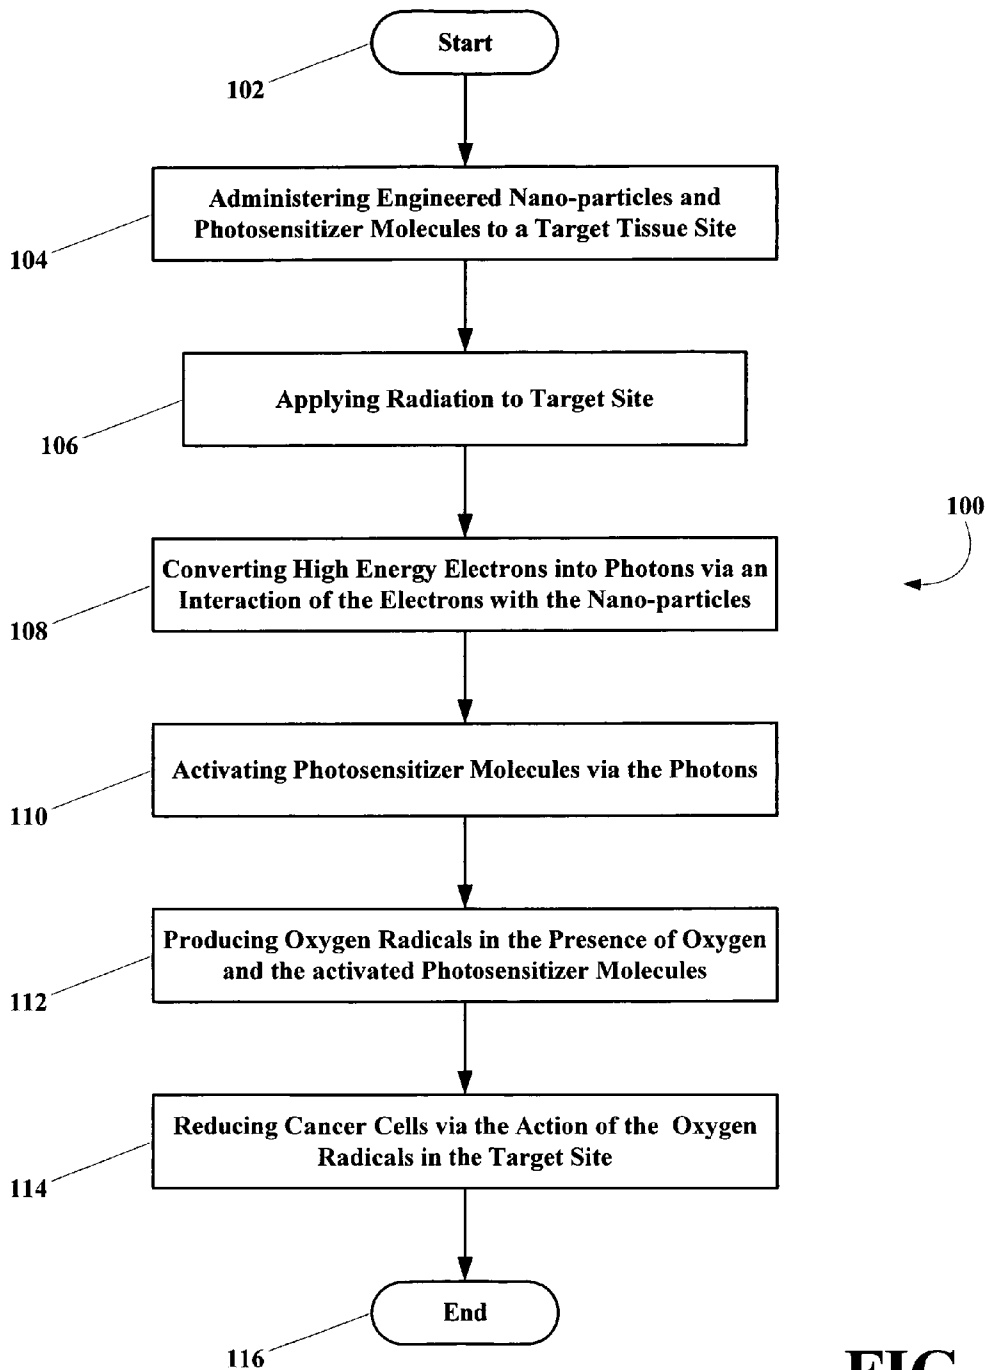 Start
102
Administering Engineered Nano-particles and
Photosensitizer Molecules to a Target Tissue Site
104
Applying Radiation to Target Site
106
100
Converting High Energy Electrons into Photons via an
Interaction of the Electrons with the Nano-particles
108
Activating Photosensitizer Molecules via the Photons
110
Producing Oxygen Radicals in the Presence of Oxygen
and the activated Photosensitizer Molecules
112
Reducing Cancer Cells via the Action of the Oxygen
Radicals in the Target Site
114
End
116
FIG